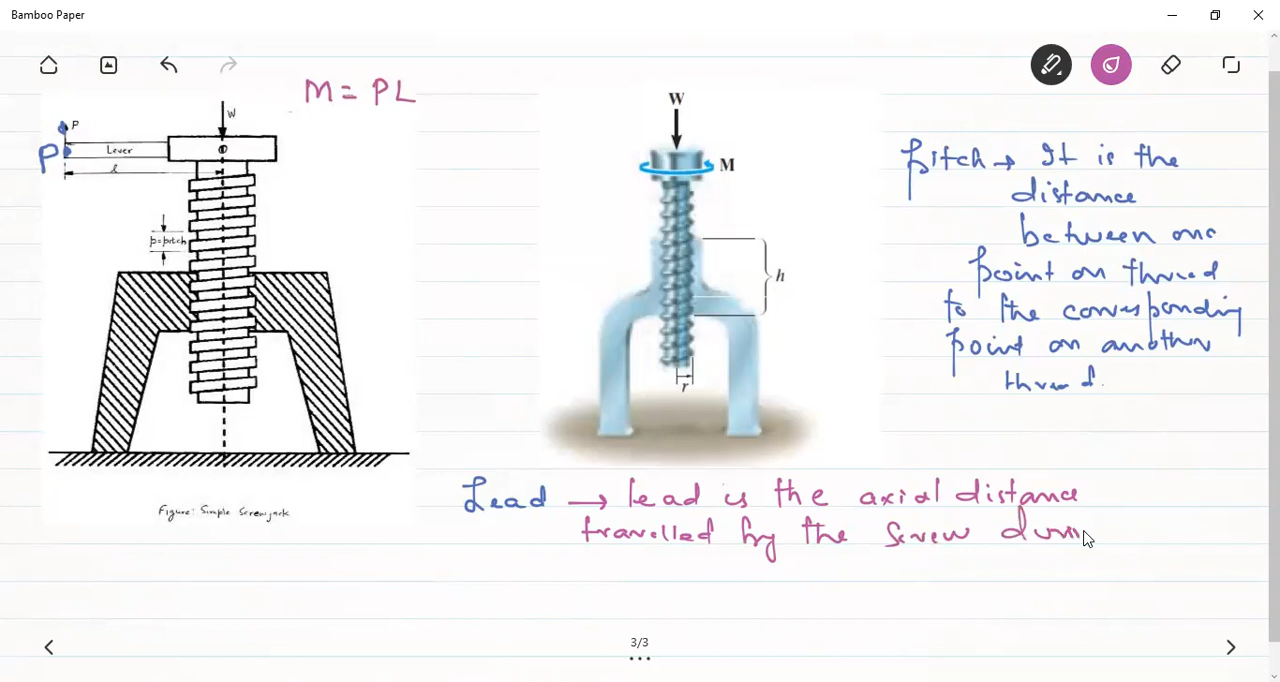 Bamboo Paper
M = PL
W
P
P
Lever
l
p=pitch
Figure: Simple Screwjack
W
M
h
r
Pitch → It is the
distance
between one
point on thread
to the corresponding
point on another
thread.
Lead → lead is the axial distance
travelled by the screw durin
3/3